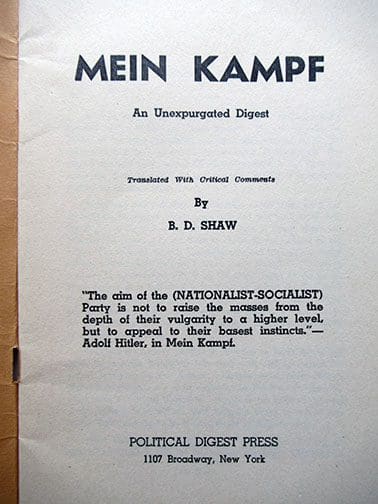 MEIN KAMPF
An Unexpurgated Digest
Translated With Critical Comments
By
B. D. SHAW
"The aim of the (NATIONALIST-SOCIALIST)
Party is not to raise the masses from the
depth of their vulgarity to a higher level,
but to appeal to their basest instincts."—
Adolf Hitler, in Mein Kampf.
POLITICAL DIGEST PRESS
1107 Broadway, New York